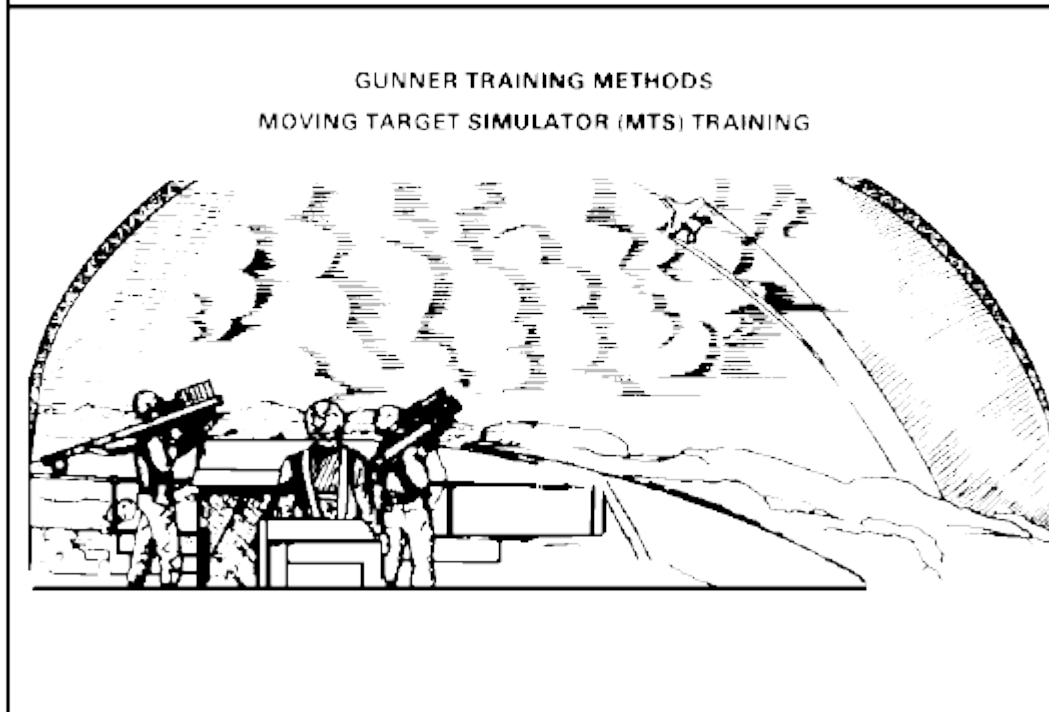 GUNNER TRAINING METHODS
MOVING TARGET SIMULATOR (MTS) TRAINING